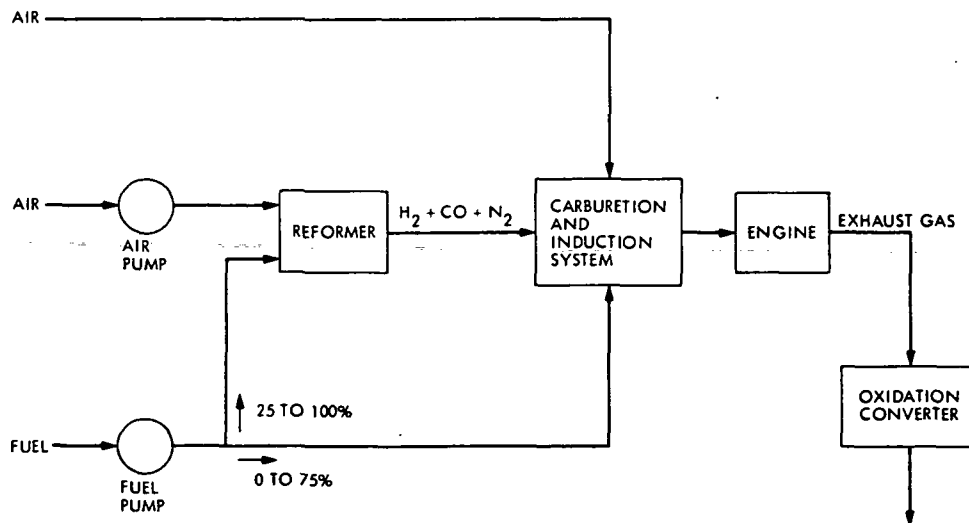 AIR
AIR
AIR
PUMP
REFORMER
H₂ + CO + N₂
CARBURETION
AND
INDUCTION
SYSTEM
ENGINE
EXHAUST GAS
25 TO 100%
OXIDATION
CONVERTER
FUEL
0 TO 75%
FUEL
PUMP